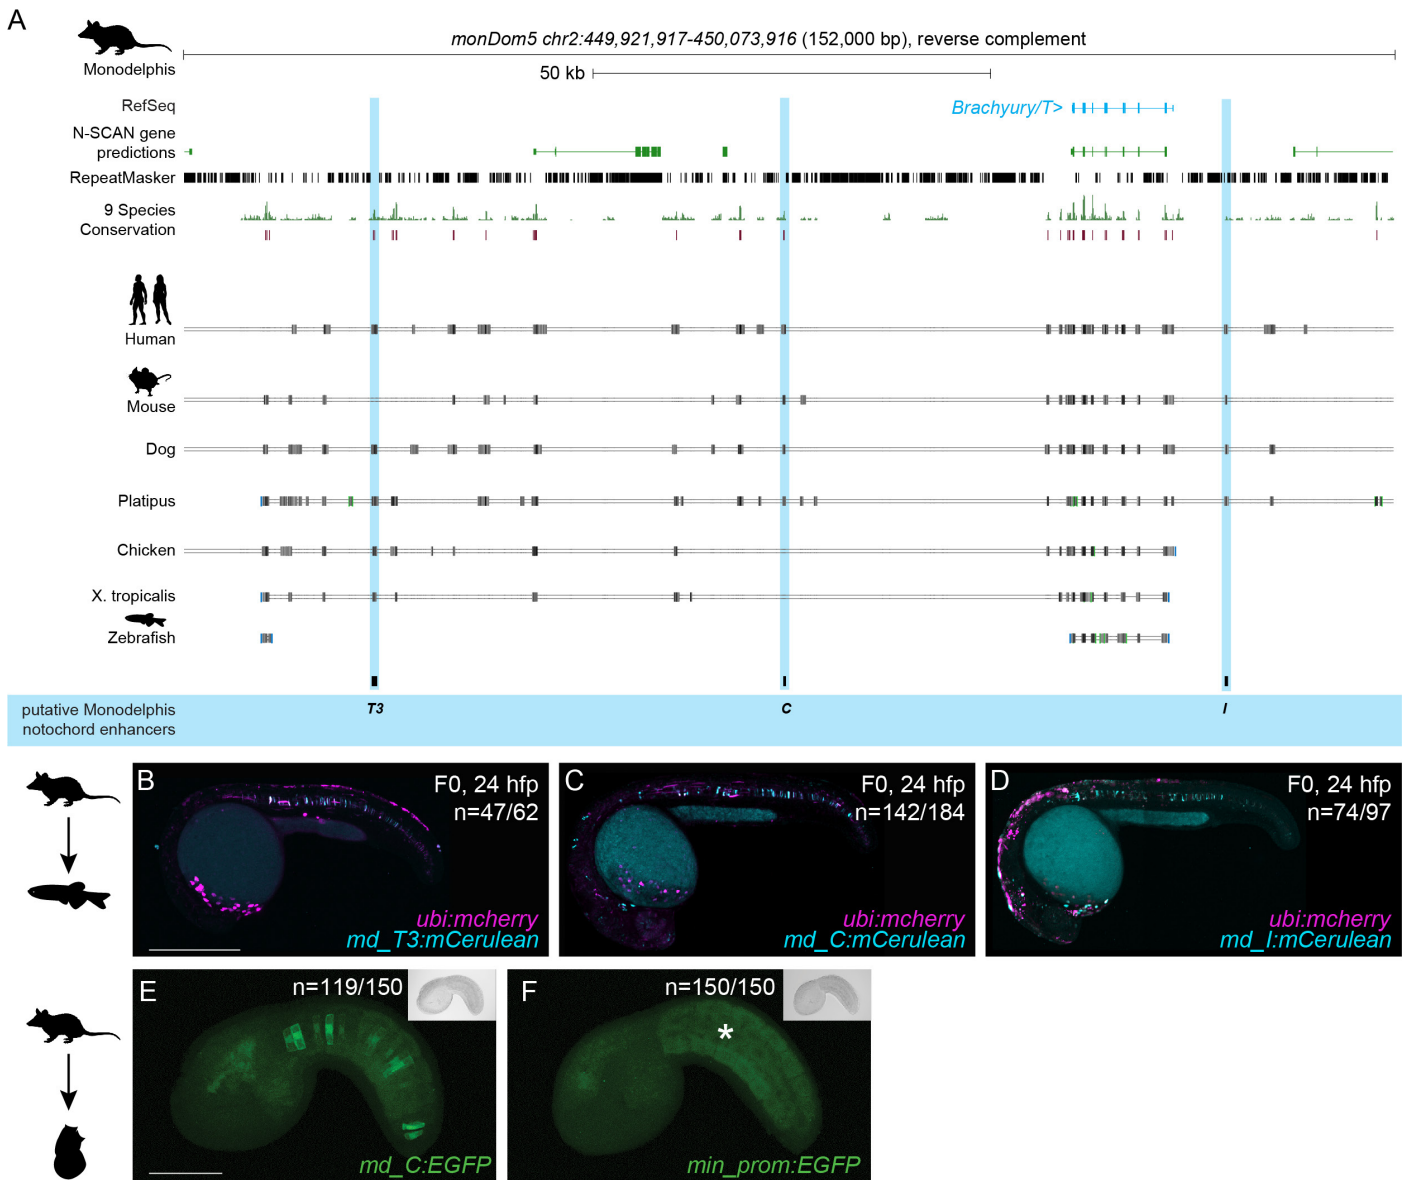 A
monDom5 chr2:449,921,917-450,073,916 (152,000 bp), reverse complement
Monodelphis
50 kb
RefSeq
Brachyury/T>
N-SCAN gene
predictions
RepeatMasker
9 Species
Conservation
Human
Mouse
Dog
Platipus
Chicken
X. tropicalis
Zebrafish
putative Monodelphis
notochord enhancers
T3
C
I
B
F0, 24 hfp
n=47/62
ubi:mcherry
md_T3:mCerulean
C
F0, 24 hfp
n=142/184
ubi:mcherry
md_C:mCerulean
D
F0, 24 hfp
n=74/97
ubi:mcherry
md_I:mCerulean
E
n=119/150
md_C:EGFP
F
n=150/150
*
min_prom:EGFP